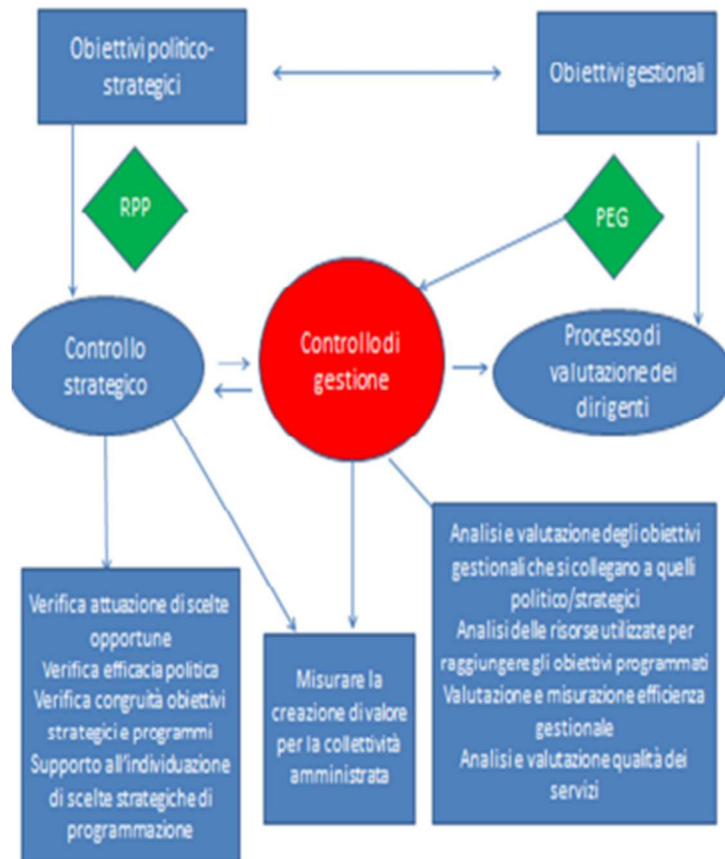 Obiettivi politico-
strategici
Obiettivi gestionali
RPP
PEG
Controllo
strategico
Controllo di
gestione
Processo di
valutazione dei
dirigenti
Verifica attuazione di scelte
opportune
Verifica efficacia politica
Verifica congruità obiettivi
strategici e programmi
Supporto all'individuazione
di scelte strategiche di
programmazione
Misurare la
creazione di valore
per la collettività
amministrata
Analisi e valutazione degli obiettivi
gestionali che si collegano a quelli
politico/strategici
Analisi delle risorse utilizzate per
raggiungere gli obiettivi programmati
Valutazione e misurazione efficienza
gestionale
Analisi e valutazione qualità dei
servizi